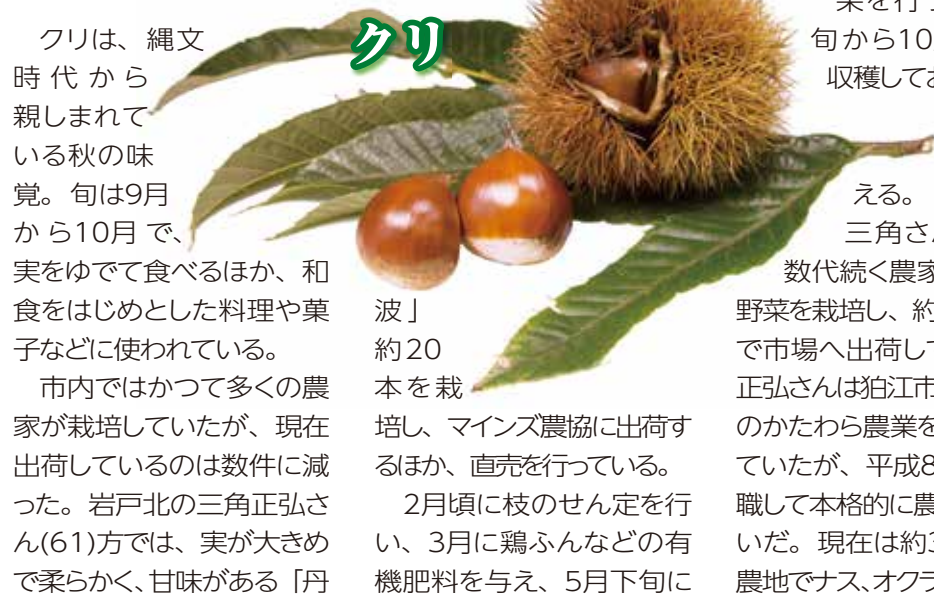 クリ
クリは、縄文
時代から
親しまれて
いる秋の味
覚。旬は9月
から10月で、
実をゆでて食べるほか、和
食をはじめとした料理や菓
子などに使われている。
市内ではかつて多くの農
家が栽培していたが、現在
出荷しているのは数件に減
った。岩戸北の三角正弘さ
ん(61)方では、実が大きめ
で柔らかく、甘味がある「丹
波」
約20
本を栽
培し、マインズ農協に出荷す
るほか、直売を行っている。
2月頃に枝のせん定を行
い、3月に鶏ふんなどの有
機肥料を与え、5月下旬に
業を行う
旬から10
収穫してお
える。
三角さん
数代続く農家
野菜を栽培し、約
で市場へ出荷して
正弘さんは狛江市
のかたわら農業を
ていたが、平成8
職して本格的に農
いだ。現在は約3
農地でナス、オクラ